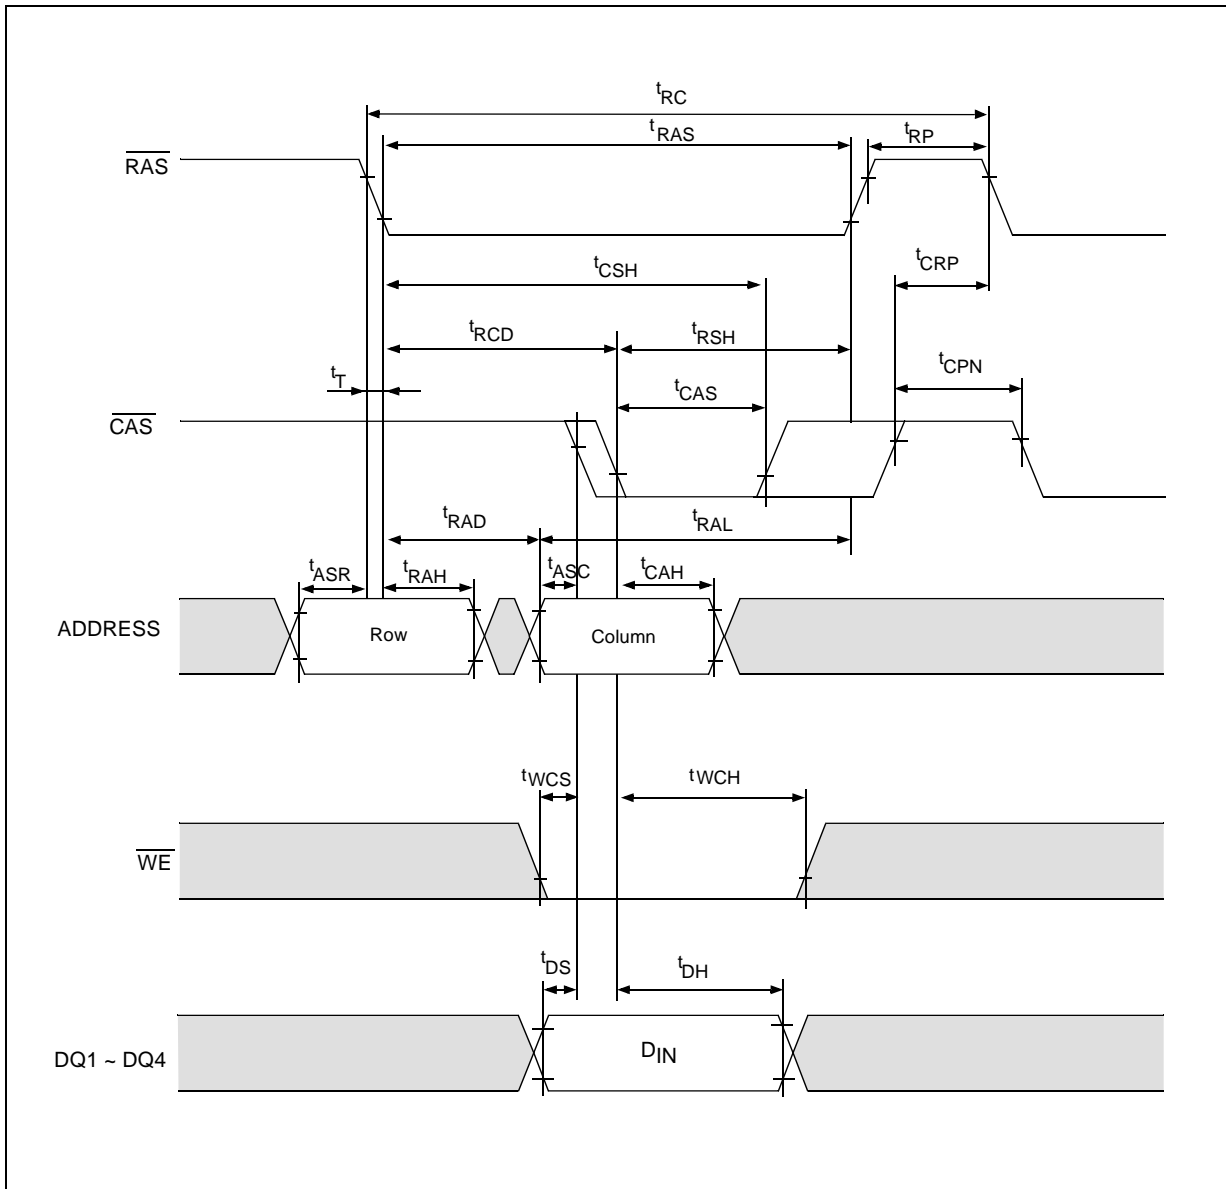 tRC
tRAS
tRP
RAS
tCSH
tCRP
tRCD
tRSH
tT
tCAS
tCPN
CAS
tRAD
tRAL
tASR
tRAH
tASC
tCAH
ADDRESS
Row
Column
tWCS
tWCH
WE
tDS
tDH
DQ1 ~ DQ4
DIN